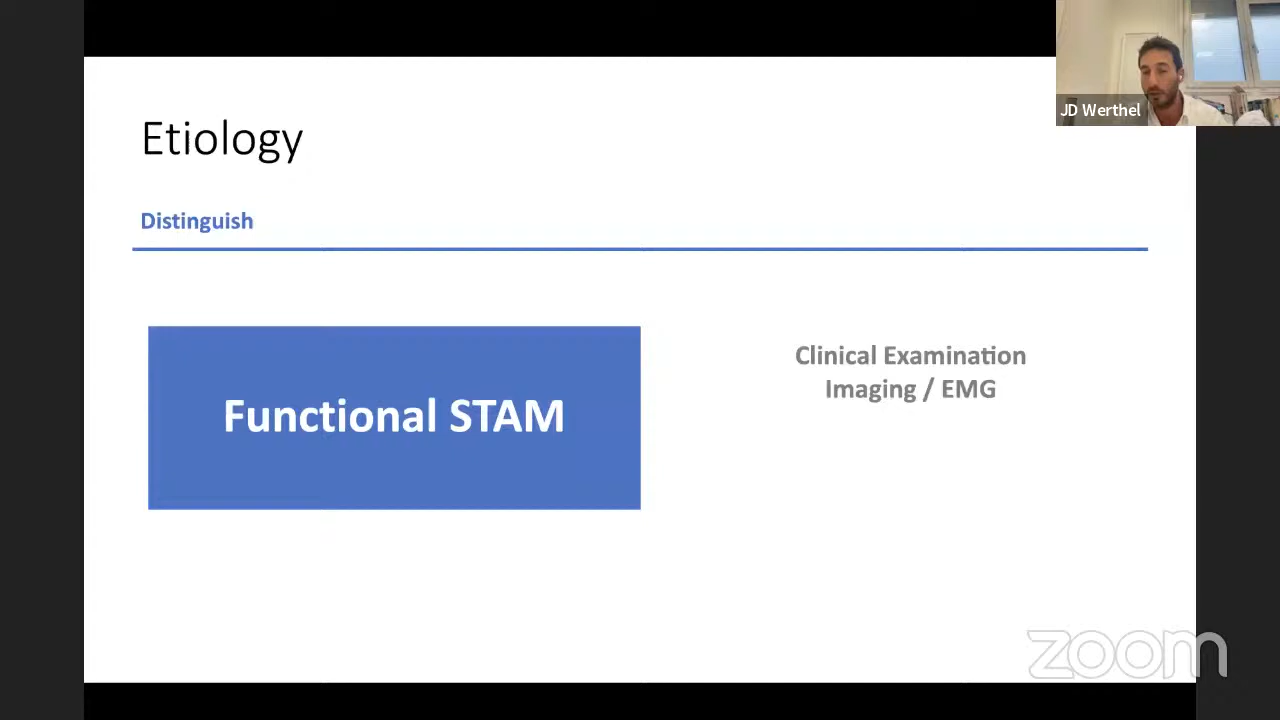 JD Werthel
Etiology
Distinguish
Functional STAM
Clinical Examination
Imaging / EMG
zoom